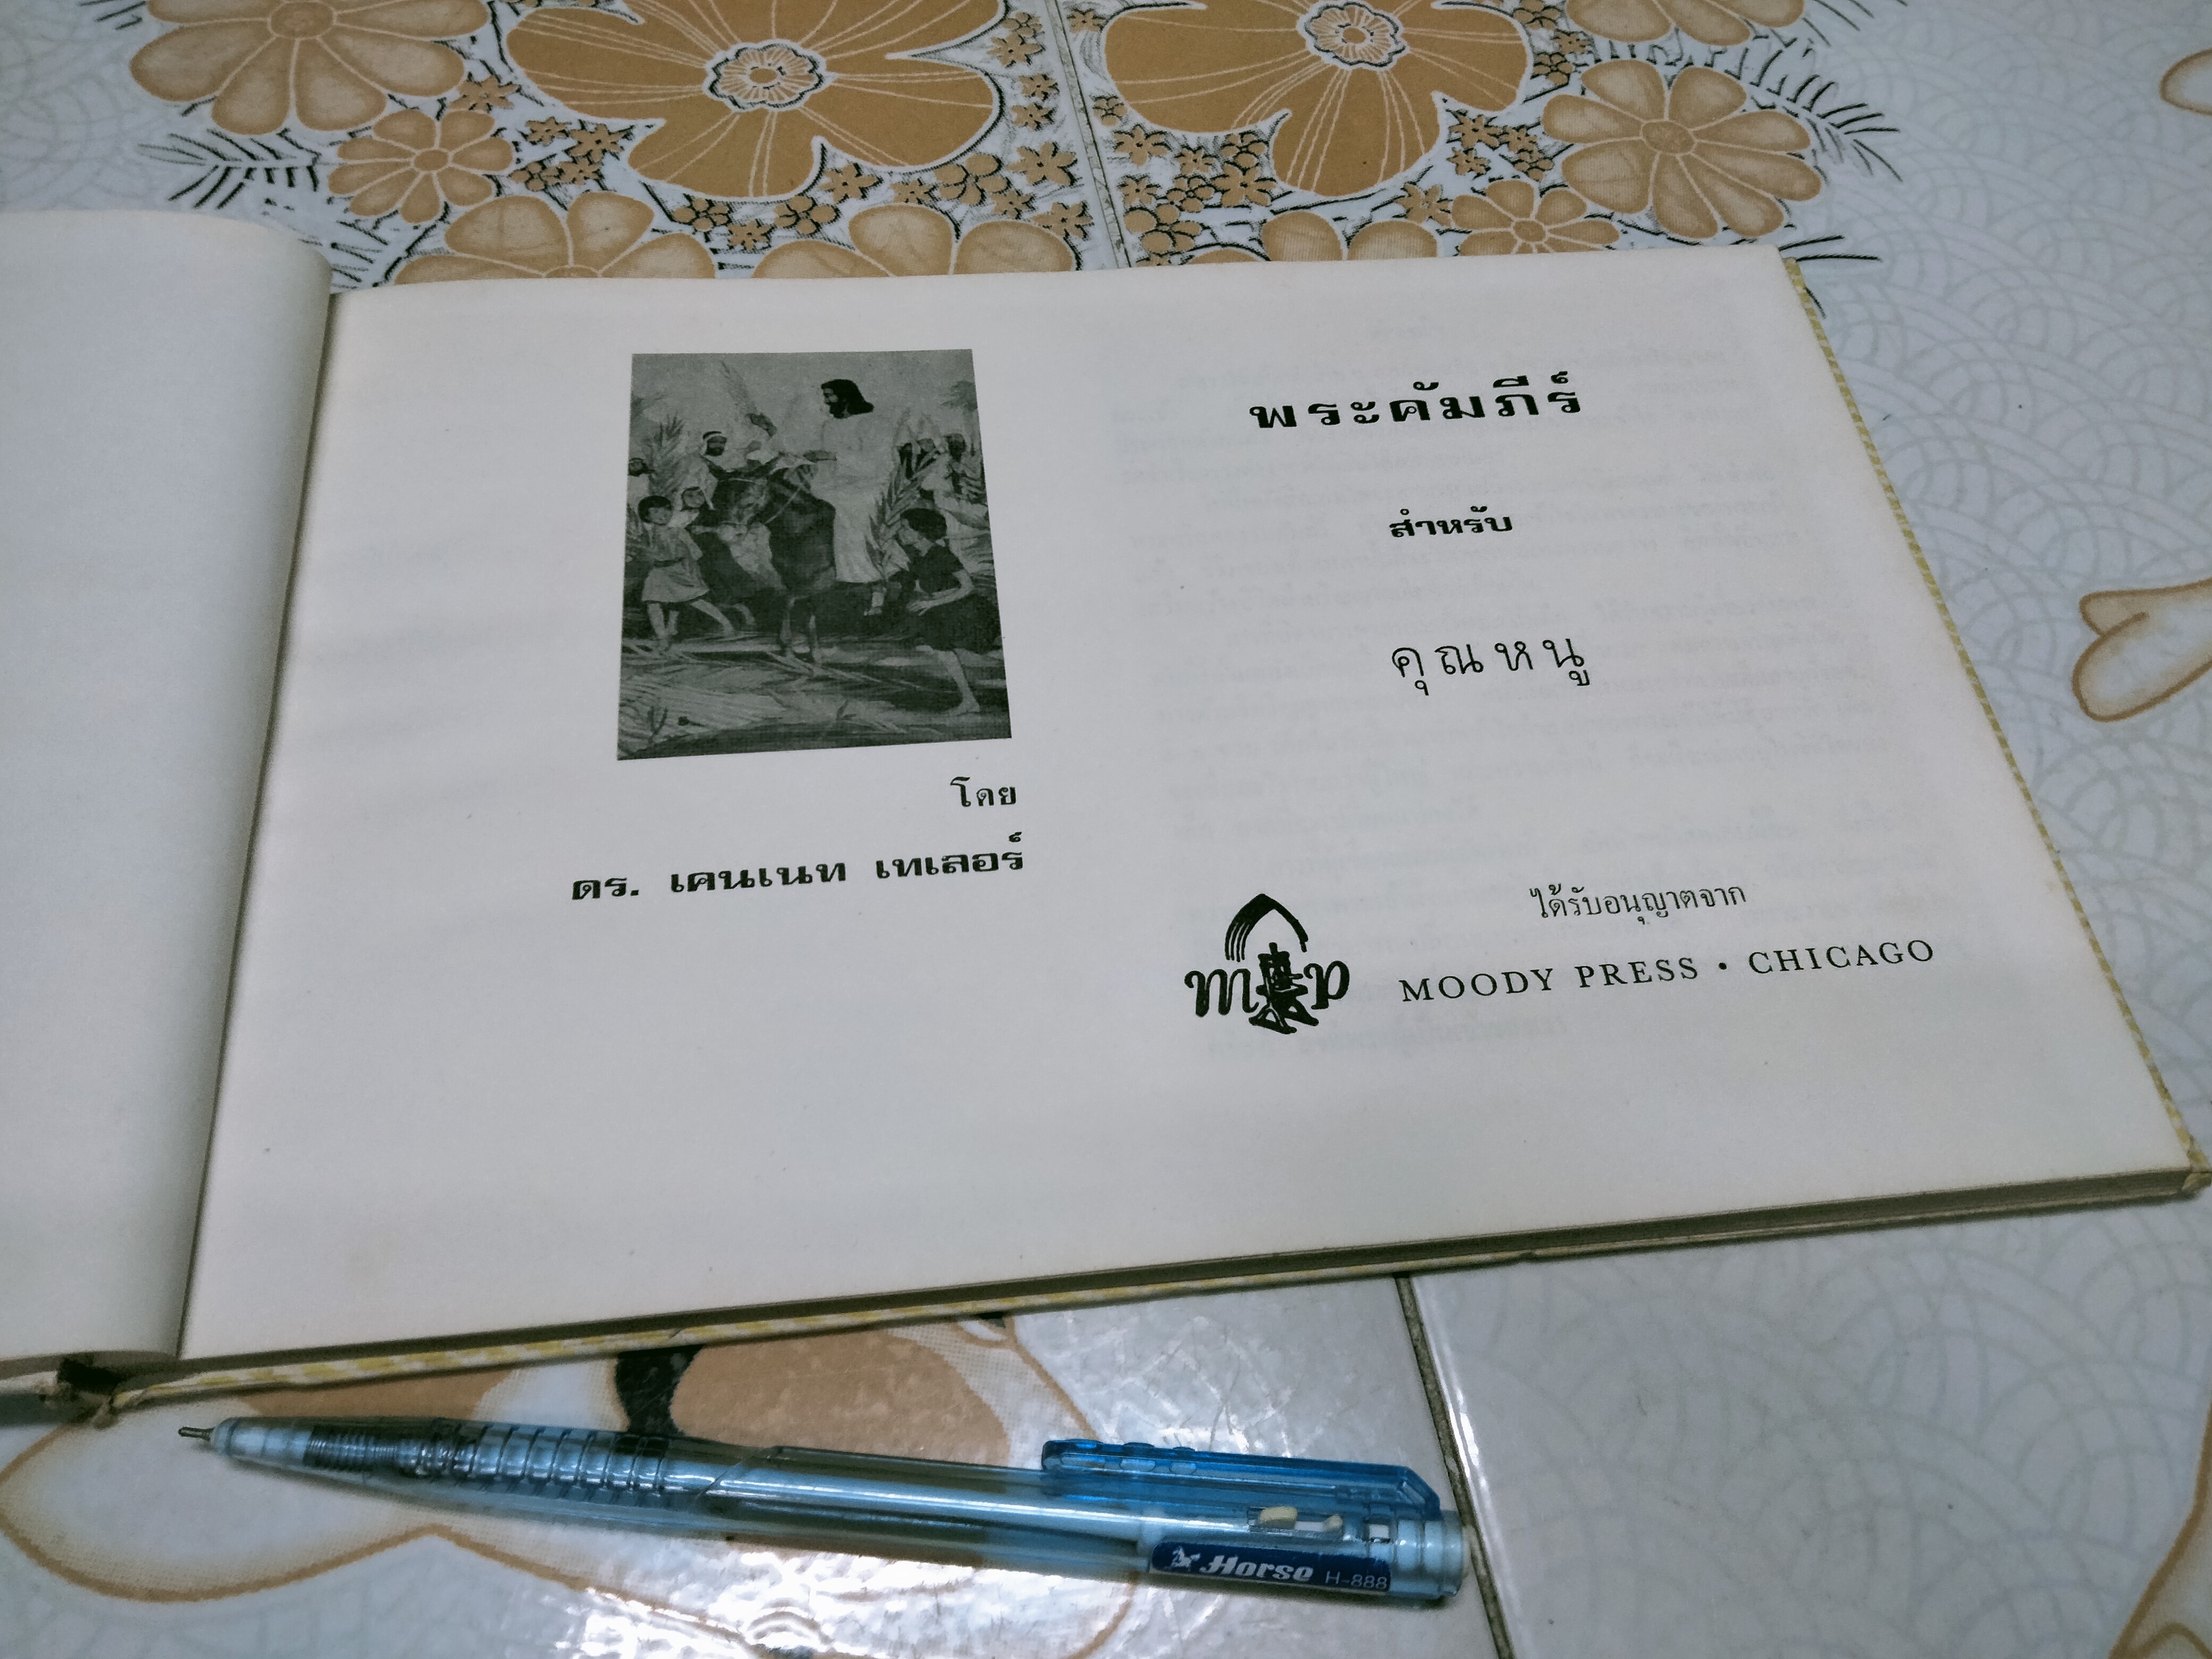 พระคัมภีร์
สำหรับ
คุณหนู
โดย
ดร. เคนเนท เทเลอร์
ได้รับอนุญาตจาก
MOODY PRESS • CHICAGO
Horse H-888